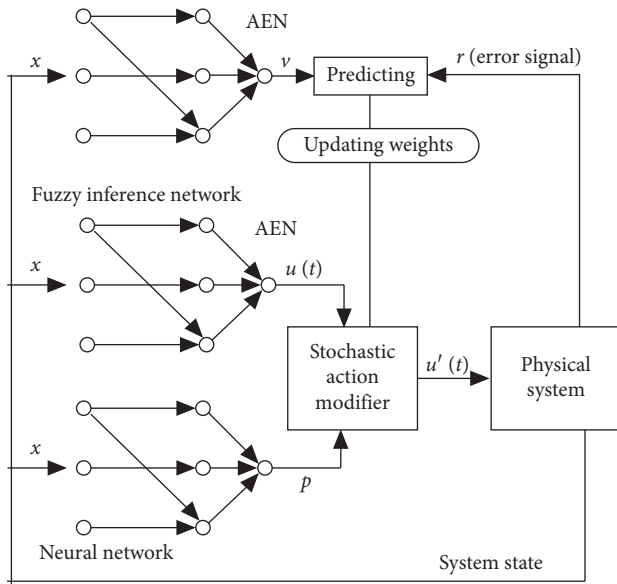 AEN
x
v
Predicting
r (error signal)
Updating weights
Fuzzy inference network
AEN
x
u (t)
Stochastic
action
modifier
u′ (t)
Physical
system
x
p
Neural network
System state